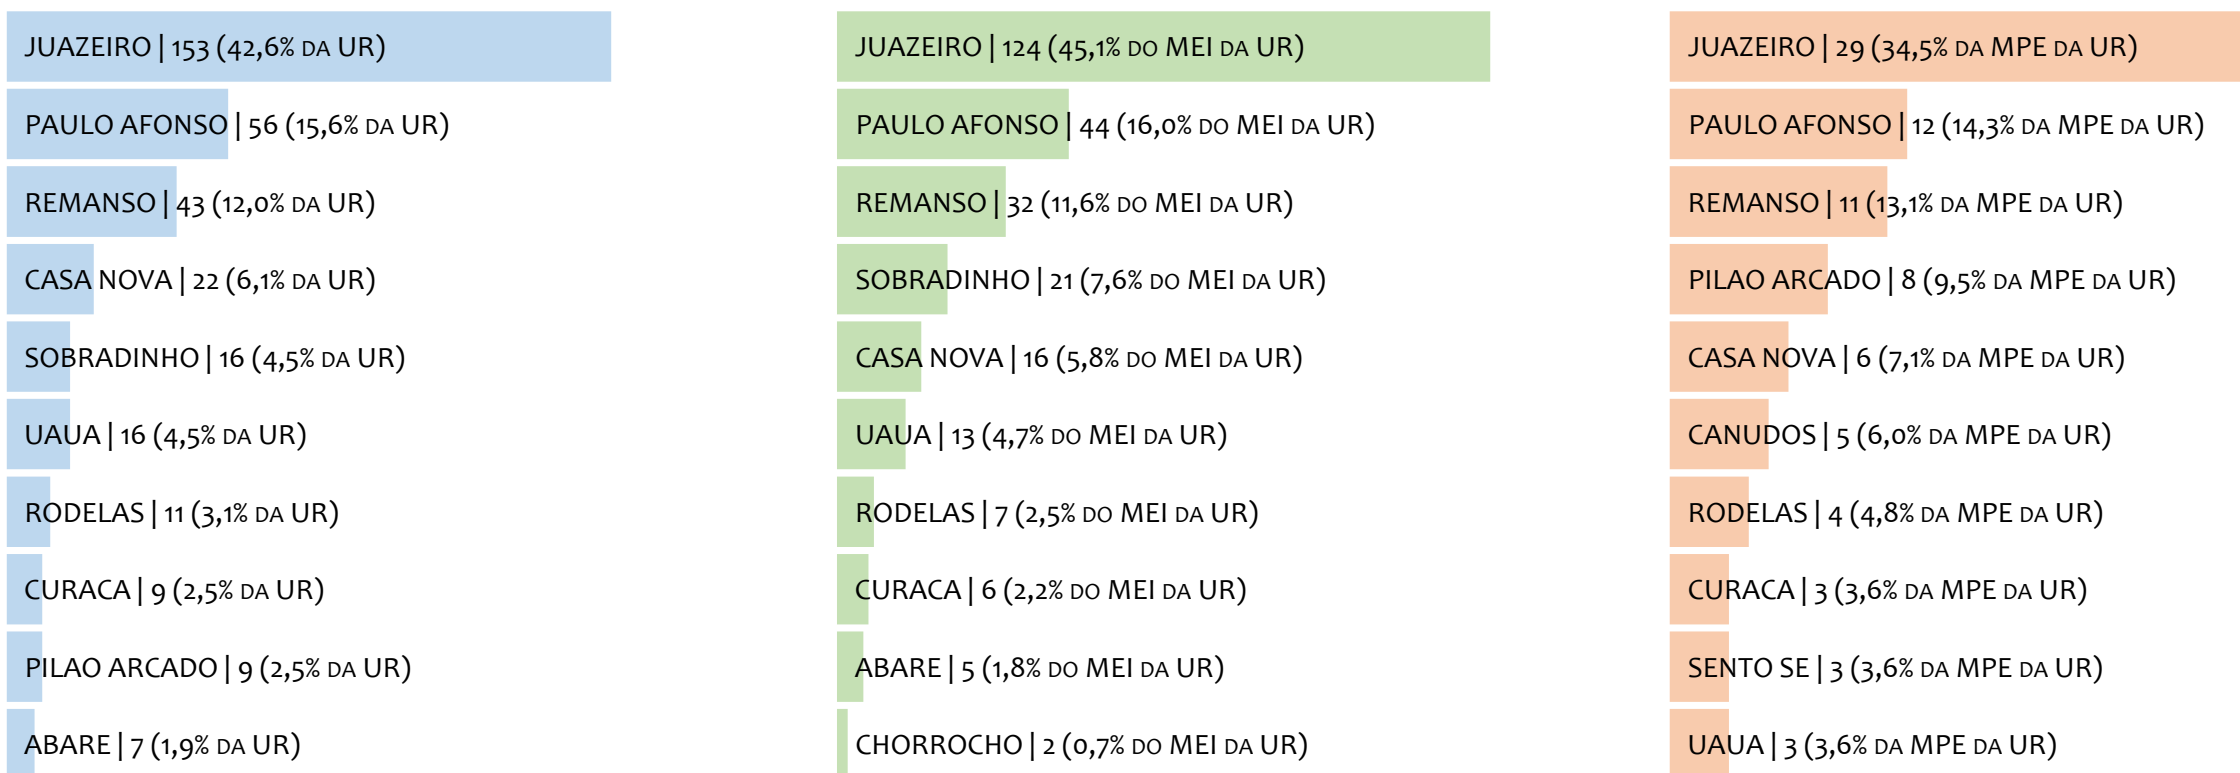 JUAZEIRO | 153 (42,6% DA UR)
PAULO AFONSO | 56 (15,6% DA UR)
REMANSO | 43 (12,0% DA UR)
CASA NOVA | 22 (6,1% DA UR)
SOBRADINHO | 16 (4,5% DA UR)
UAUA | 16 (4,5% DA UR)
RODELAS | 11 (3,1% DA UR)
CURACA | 9 (2,5% DA UR)
PILAO ARCADO | 9 (2,5% DA UR)
ABARE | 7 (1,9% DA UR)
JUAZEIRO | 124 (45,1% DO MEI DA UR)
PAULO AFONSO | 44 (16,0% DO MEI DA UR)
REMANSO | 32 (11,6% DO MEI DA UR)
SOBRADINHO | 21 (7,6% DO MEI DA UR)
CASA NOVA | 16 (5,8% DO MEI DA UR)
UAUA | 13 (4,7% DO MEI DA UR)
RODELAS | 7 (2,5% DO MEI DA UR)
CURACA | 6 (2,2% DO MEI DA UR)
ABARE | 5 (1,8% DO MEI DA UR)
CHORROCHO | 2 (0,7% DO MEI DA UR)
JUAZEIRO | 29 (34,5% DA MPE DA UR)
PAULO AFONSO | 12 (14,3% DA MPE DA UR)
REMANSO | 11 (13,1% DA MPE DA UR)
PILAO ARCADO | 8 (9,5% DA MPE DA UR)
CASA NOVA | 6 (7,1% DA MPE DA UR)
CANUDOS | 5 (6,0% DA MPE DA UR)
RODELAS | 4 (4,8% DA MPE DA UR)
CURACA | 3 (3,6% DA MPE DA UR)
SENTO SE | 3 (3,6% DA MPE DA UR)
UAUA | 3 (3,6% DA MPE DA UR)